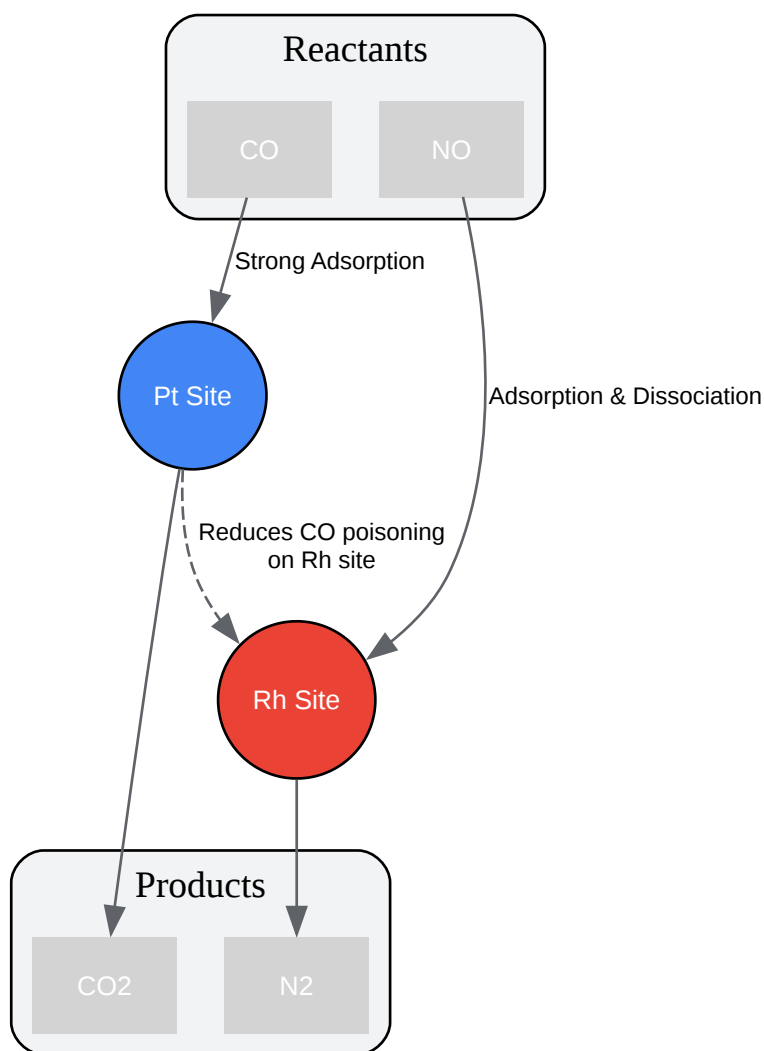 Reactants
CO
NO
Strong Adsorption
Pt Site
Adsorption & Dissociation
Reduces CO poisoning
on Rh site
Rh Site
Products
CO2
N2